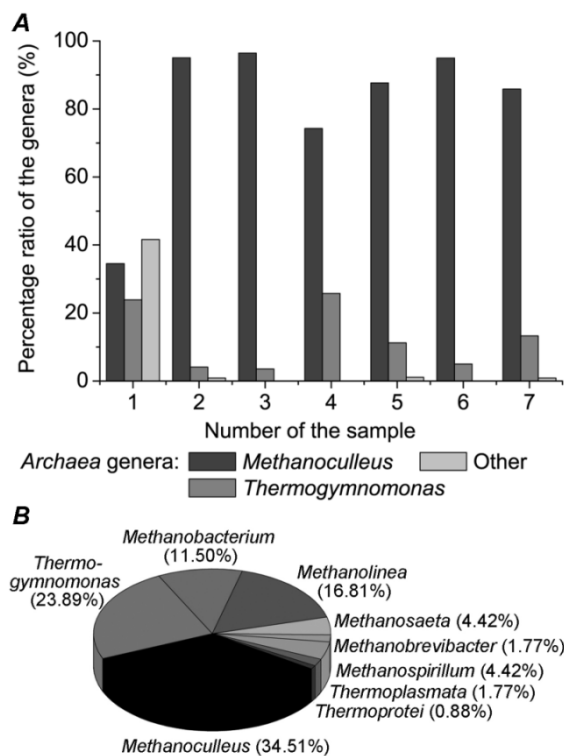 A
Percentage ratio of the genera (%)
100
80
60
40
20
0
1 2 3 4 5 6 7
Number of the sample
Archaea genera: Methanoculleus Other
Thermogymnomonas
B
Methanobacterium
(11.50%)
Thermo-
gymnomonas
(23.89%)
Methanolinea
(16.81%)
Methanosaeta (4.42%)
Methanobrevibacter (1.77%)
Methanospirillum (4.42%)
Thermoplasmata (1.77%)
Thermoprotei (0.88%)
Methanoculleus (34.51%)